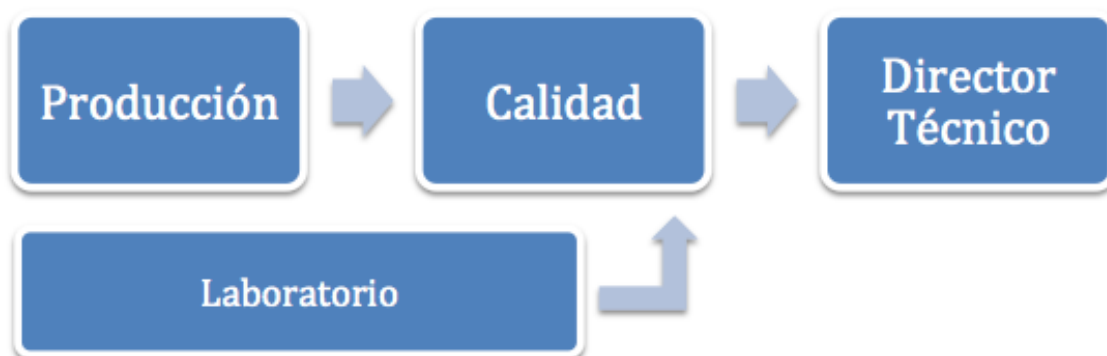 Producción
Calidad
Director
Técnico
Laboratorio